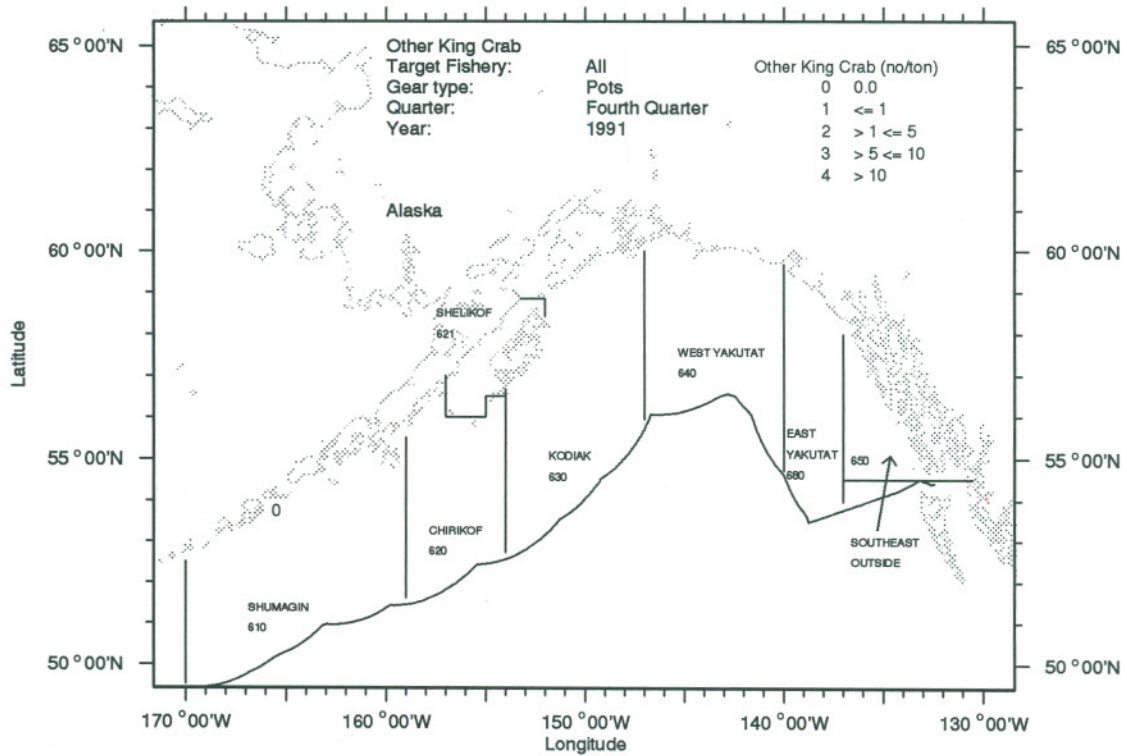 65 °00'N
65 °00'N
Other King Crab
Target Fishery: All
Gear type: Pots
Quarter: Fourth Quarter
Year: 1991
Other King Crab (no/ton)
0 0.0
1 <= 1
2 > 1 <= 5
3 > 5 <= 10
4 > 10
Alaska
60 °00'N
60 °00'N
SHELIKOF
621
WEST YAKUTAT
640
Latitude
EAST
YAKUTAT
680
650
KODIAK
630
55 °00'N
55 °00'N
0
CHIRIKOF
620
SOUTHEAST
OUTSIDE
SHUMAGIN
610
50 °00'N
50 °00'N
170 °00'W
160 °00'W
150 °00'W
140 °00'W
130 °00'W
Longitude